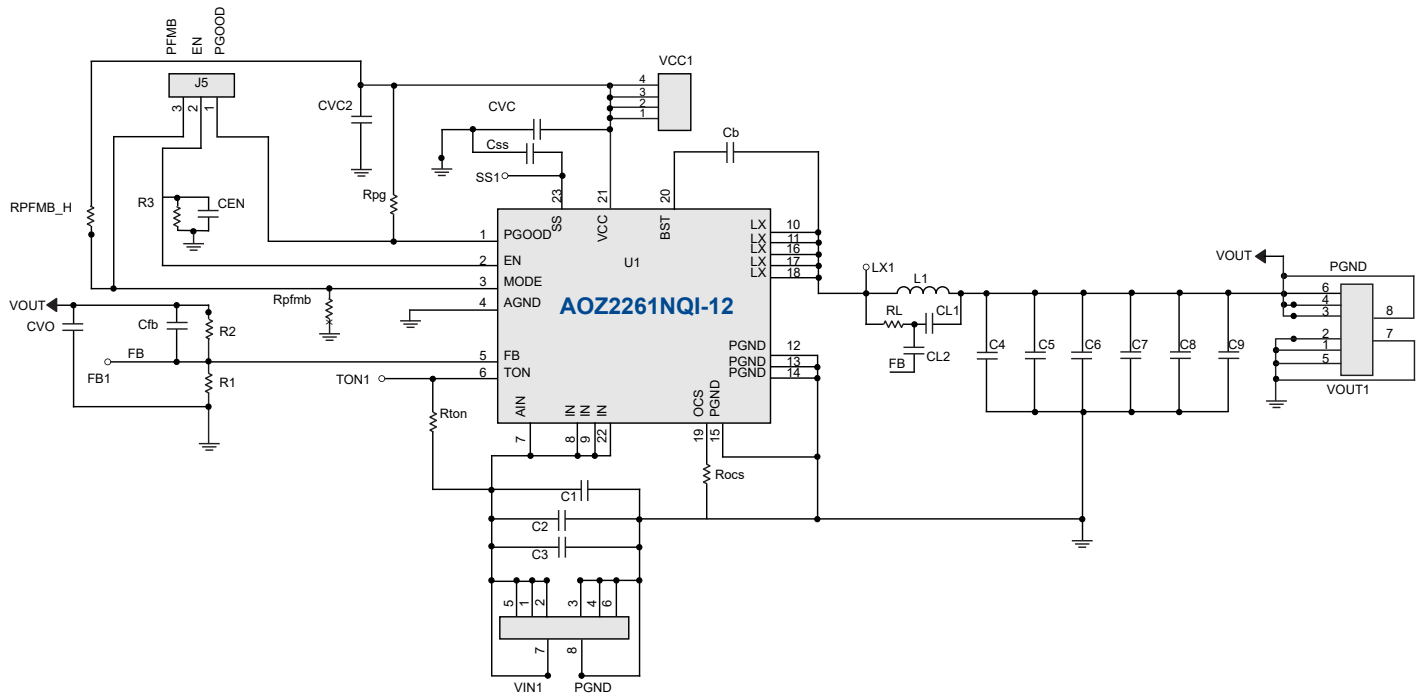 PFMB
EN
PGOOD
J5
3
2
1
VCC1
4
3
2
1
CVC2
CVC
Css
SS1
Cb
Rpg
RPFMB_H
R3
CEN
23
21
20
SS
VCC
BST
1
PGOOD
2
EN
3
MODE
4
AGND
5
FB
6
TON
U1
AOZ2261NQI-12
LX
10
LX
11
LX
16
LX
17
LX
18
PGND
12
PGND
13
PGND
14
AIN
IN
IN
IN
OCS
PGND
7
8
9
22
19
15
VOUT
CVO
Cfb
R2
FB
FB1
R1
Rpfmb
TON1
Rton
Rocs
C1
C2
C3
5
1
2
3
4
6
7
8
VIN1
PGND
LX1
L1
RL
CL1
CL2
FB
C4
C5
C6
C7
C8
C9
VOUT
PGND
6
4
3
2
1
5
8
7
VOUT1